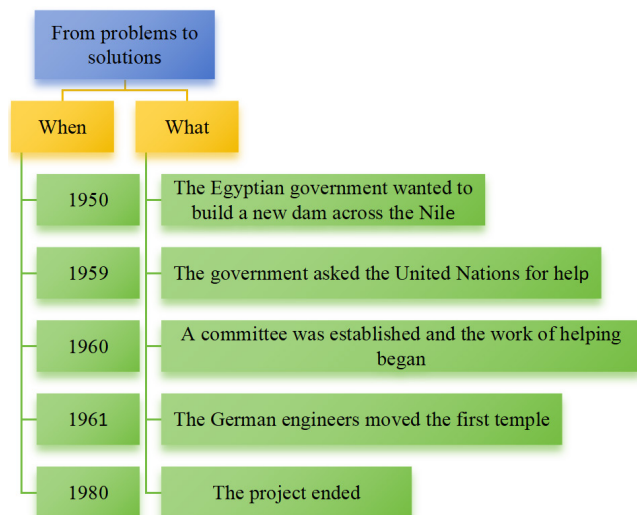 From problems to
solutions
When
What
1950
The Egyptian government wanted to
build a new dam across the Nile
1959
The government asked the United Nations for help
1960
A committee was established and the work of helping
began
1961
The German engineers moved the first temple
1980
The project ended